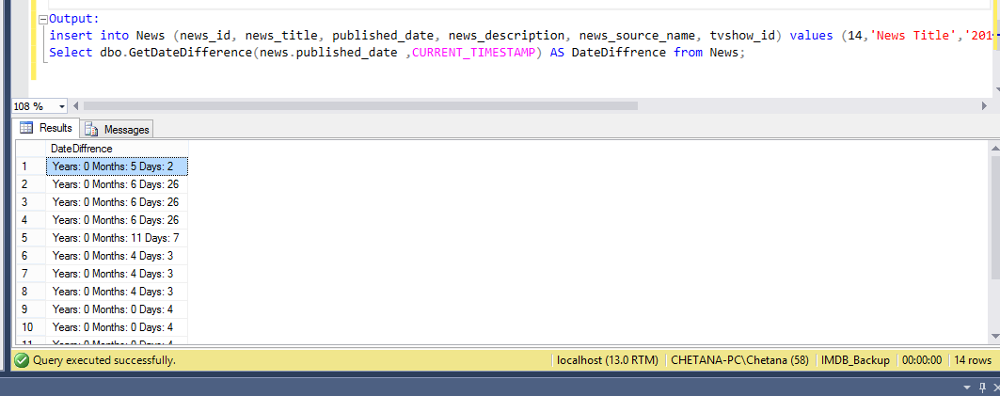 Output:
insert into News (news_id, news_title, published_date, news_description, news_source_name, tvshow_id) values (14,'News Title','201
Select dbo.GetDateDifference(news.published_date ,CURRENT_TIMESTAMP) AS DateDiffrence from News;
108 %
Results Messages
DateDiffrence
1 Years: 0 Months: 5 Days: 2
2 Years: 0 Months: 6 Days: 26
3 Years: 0 Months: 6 Days: 26
4 Years: 0 Months: 6 Days: 26
5 Years: 0 Months: 11 Days: 7
6 Years: 0 Months: 4 Days: 3
7 Years: 0 Months: 4 Days: 3
8 Years: 0 Months: 4 Days: 3
9 Years: 0 Months: 0 Days: 4
10 Years: 0 Months: 0 Days: 4
11 Years: 0 Months: 0 Days: 4
Query executed successfully. localhost (13.0 RTM) CHETANA-PC\Chetana (58) IMDB_Backup 00:00:00 14 rows